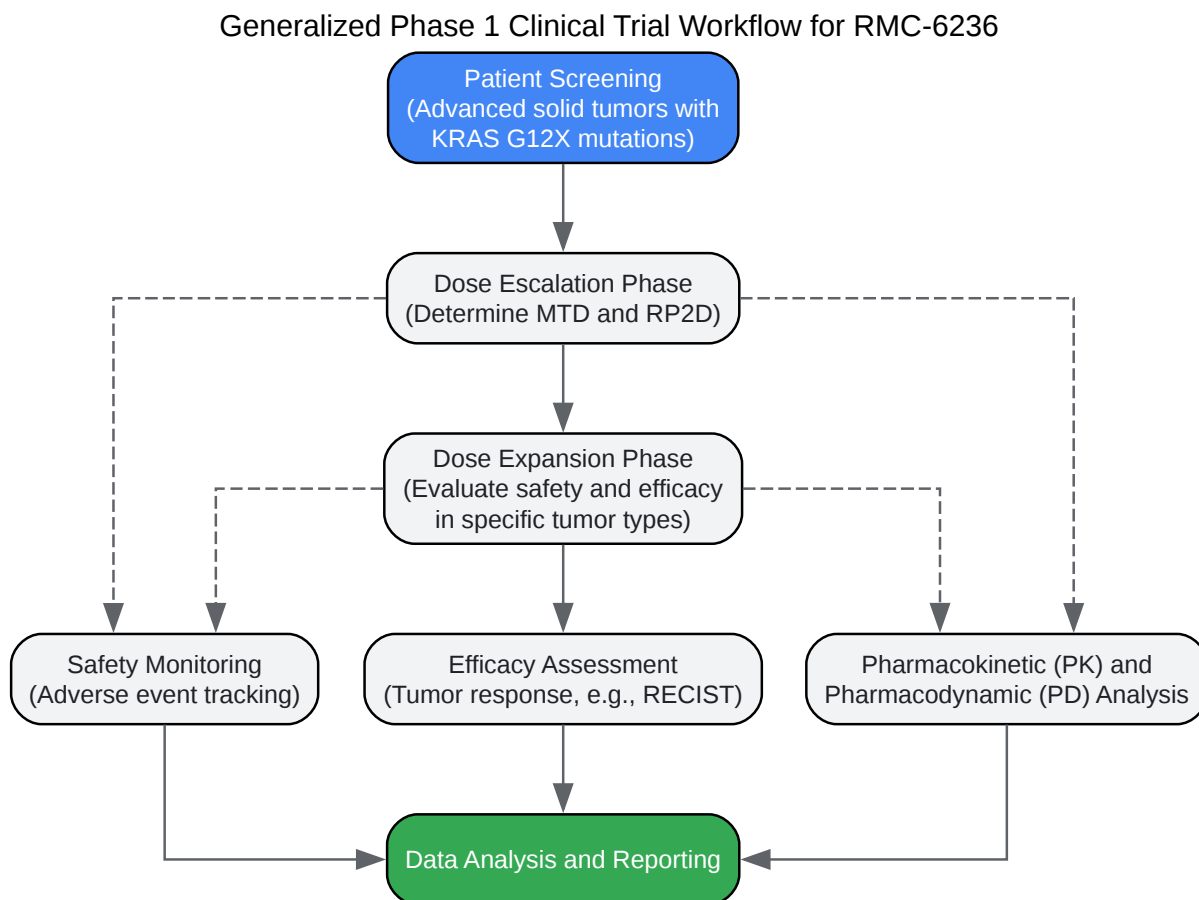 Generalized Phase 1 Clinical Trial Workflow for RMC-6236
Patient Screening
(Advanced solid tumors with
KRAS G12X mutations)
Dose Escalation Phase
(Determine MTD and RP2D)
Dose Expansion Phase
(Evaluate safety and efficacy
in specific tumor types)
Safety Monitoring
(Adverse event tracking)
Efficacy Assessment
(Tumor response, e.g., RECIST)
Pharmacokinetic (PK) and
Pharmacodynamic (PD) Analysis
Data Analysis and Reporting